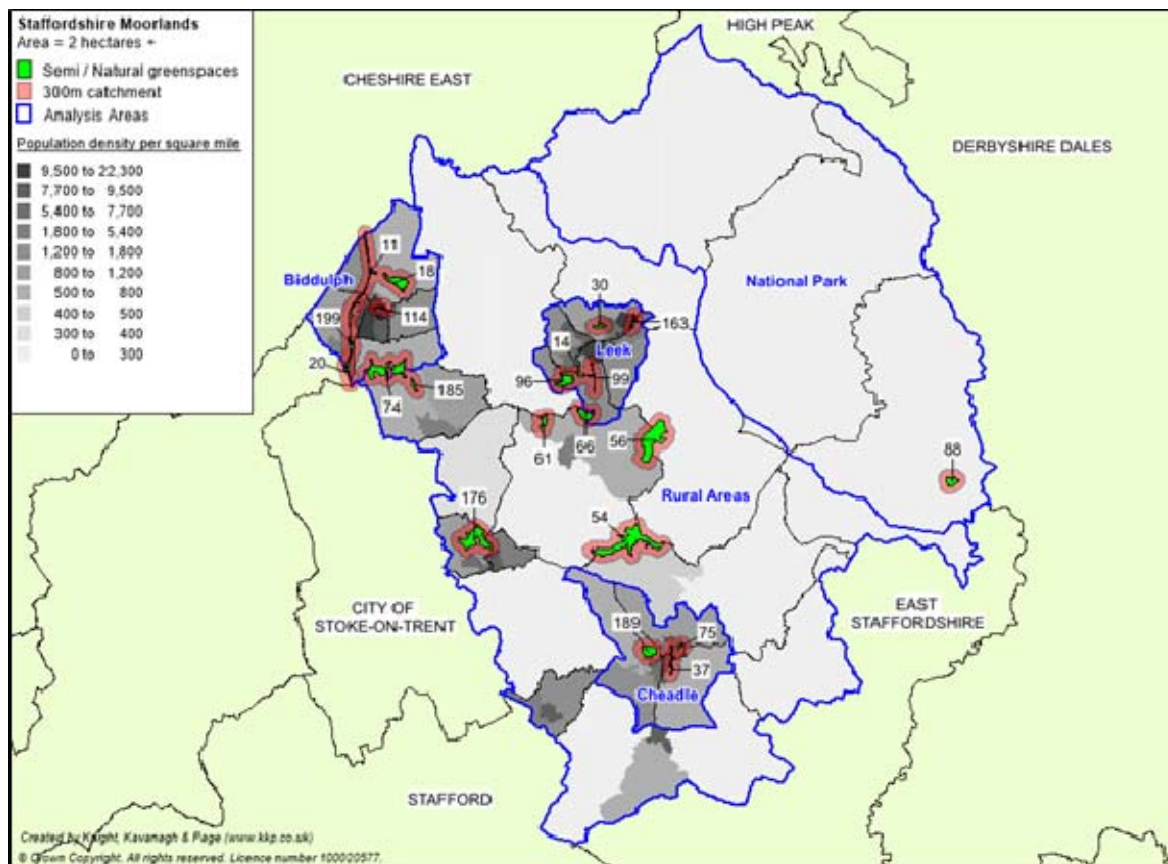 Staffordshire Moorlands
Area = 2 hectares +
Semi / Natural greenspaces
300m catchment
Analysis Areas
Population density per square mile
9,500 to 22,300
7,700 to 9,500
5,400 to 7,700
1,800 to 5,400
1,200 to 1,800
800 to 1,200
500 to 800
400 to 500
300 to 400
0 to 300
HIGH PEAK
CHESHIRE EAST
DERBYSHIRE DALES
11
Biddulph
18
National Park
30
199
114
163
14
Leek
20
96
99
74
185
66
56
61
88
176
Rural Areas
54
CITY OF
STOKE-ON-TRENT
EAST
STAFFORDSHIRE
189
75
37
Cheadle
STAFFORD
Created by Knight, Kavanagh & Page (www.kkp.co.uk)
© Crown Copyright. All rights reserved. Licence number 100020577.